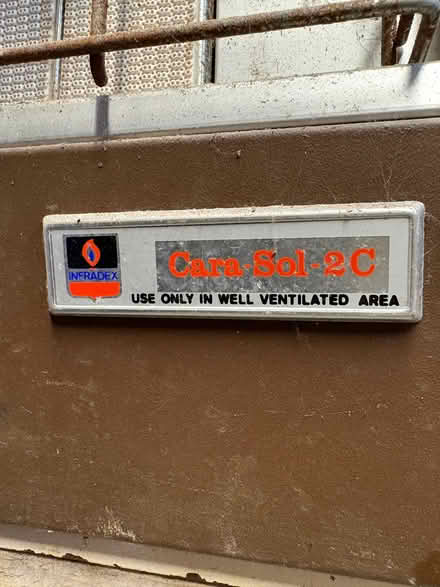 INFRADEX
Cara-Sol-2C
USE ONLY IN WELL VENTILATED AREA